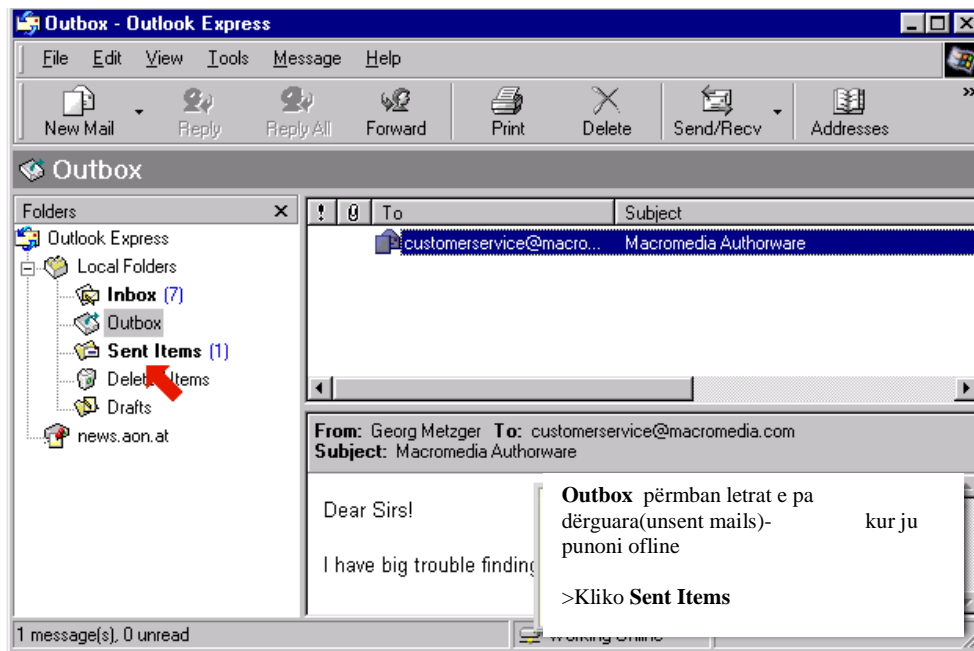 Outbox - Outlook Express
File Edit View Tools Message Help
New Mail Reply Reply All Forward Print Delete Send/Recv Addresses »
Outbox
Folders
Outlook Express
Local Folders
Inbox (7)
Outbox
Sent Items (1)
Items
Drafts
news.aon.at
! To Subject
customerservice@macro... Macromedia Authorware
From: Georg Metzger To: customerservice@macromedia.com
Subject: Macromedia Authorware
Dear Sirs!
I have big trouble finding
Outbox përmban letrat e pa
dërguara(unsent mails)- kur ju
punoni ofline
>Kliko Sent Items
1 message(s), 0 unread